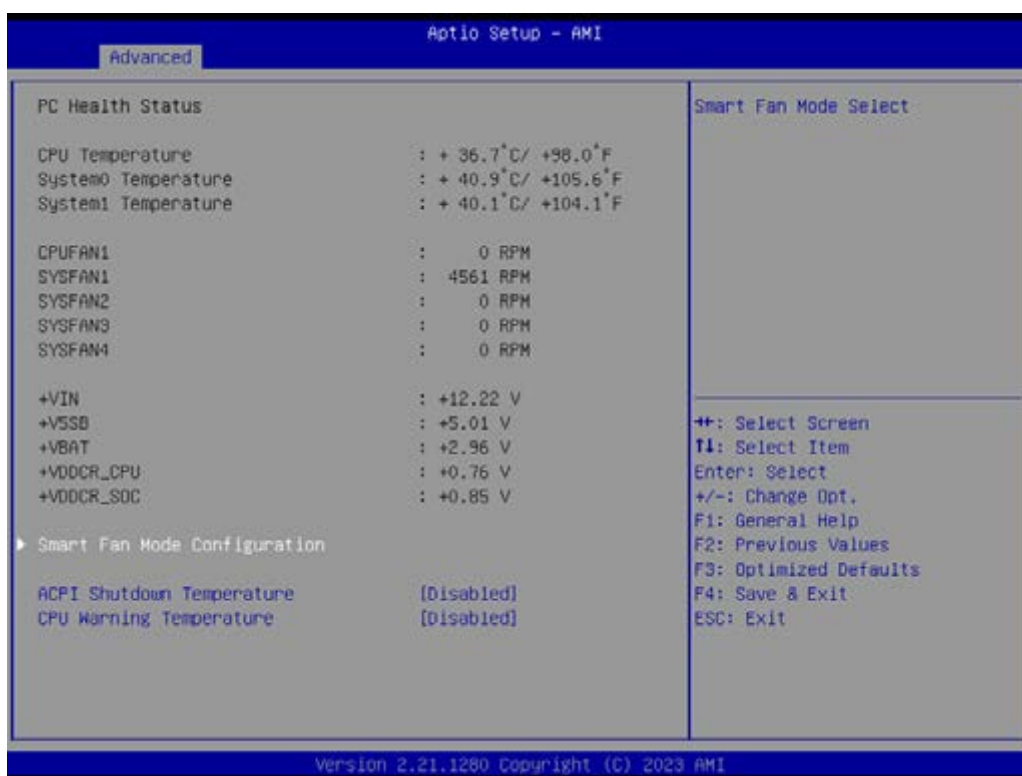 Aptio Setup - AMI
Advanced
PC Health Status
CPU Temperature : + 36.7°C/ +98.0°F
System0 Temperature : + 40.9°C/ +105.6°F
System1 Temperature : + 40.1°C/ +104.1°F
CPUFAN1 : 0 RPM
SYSFAN1 : 4561 RPM
SYSFAN2 : 0 RPM
SYSFAN3 : 0 RPM
SYSFAN4 : 0 RPM
+VIN : +12.22 V
+V5SB : +5.01 V
+VBAT : +2.96 V
+VDDCR_CPU : +0.76 V
+VDDCR_SOC : +0.85 V
Smart Fan Mode Configuration
ACPI Shutdown Temperature [Disabled]
CPU Warning Temperature [Disabled]
Smart Fan Mode Select
→←: Select Screen
↑↓: Select Item
Enter: Select
+/-: Change Opt.
F1: General Help
F2: Previous Values
F3: Optimized Defaults
F4: Save & Exit
ESC: Exit
Version 2.21.1280 Copyright (C) 2023 AMI